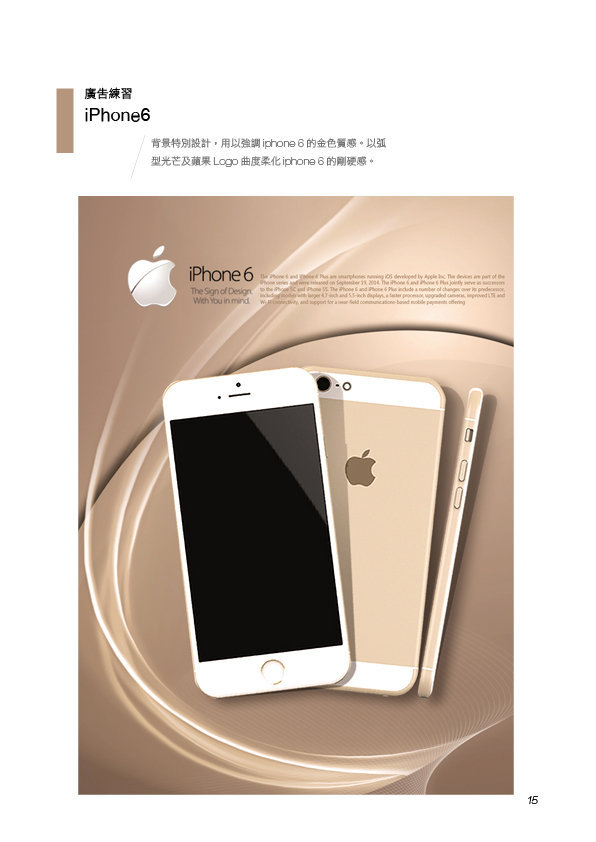 廣告練習
iPhone6
背景特別設計，用以強調 iphone 6 的金色質感。以弧
型光芒及蘋果 Logo 曲度柔化 iphone 6 的剛硬感。
iPhone 6
The Sign of Design
With You in mind.
The iPhone 6 and iPhone 6 Plus are smartphones running iOS developed by Apple Inc. The devices are part of the
iPhone series and were released on September 19, 2014. The iPhone 6 and iPhone 6 Plus jointly serve as successors
to the iPhone 5C and iPhone 5S. The iPhone 6 and iPhone 6 Plus include a number of changes over its predecessor,
including models with larger 4.7-inch and 5.5-inch displays, a faster processor, upgraded cameras, improved LTE and
Wi-Fi connectivity, and support for a near-field communications-based mobile payments offering
15